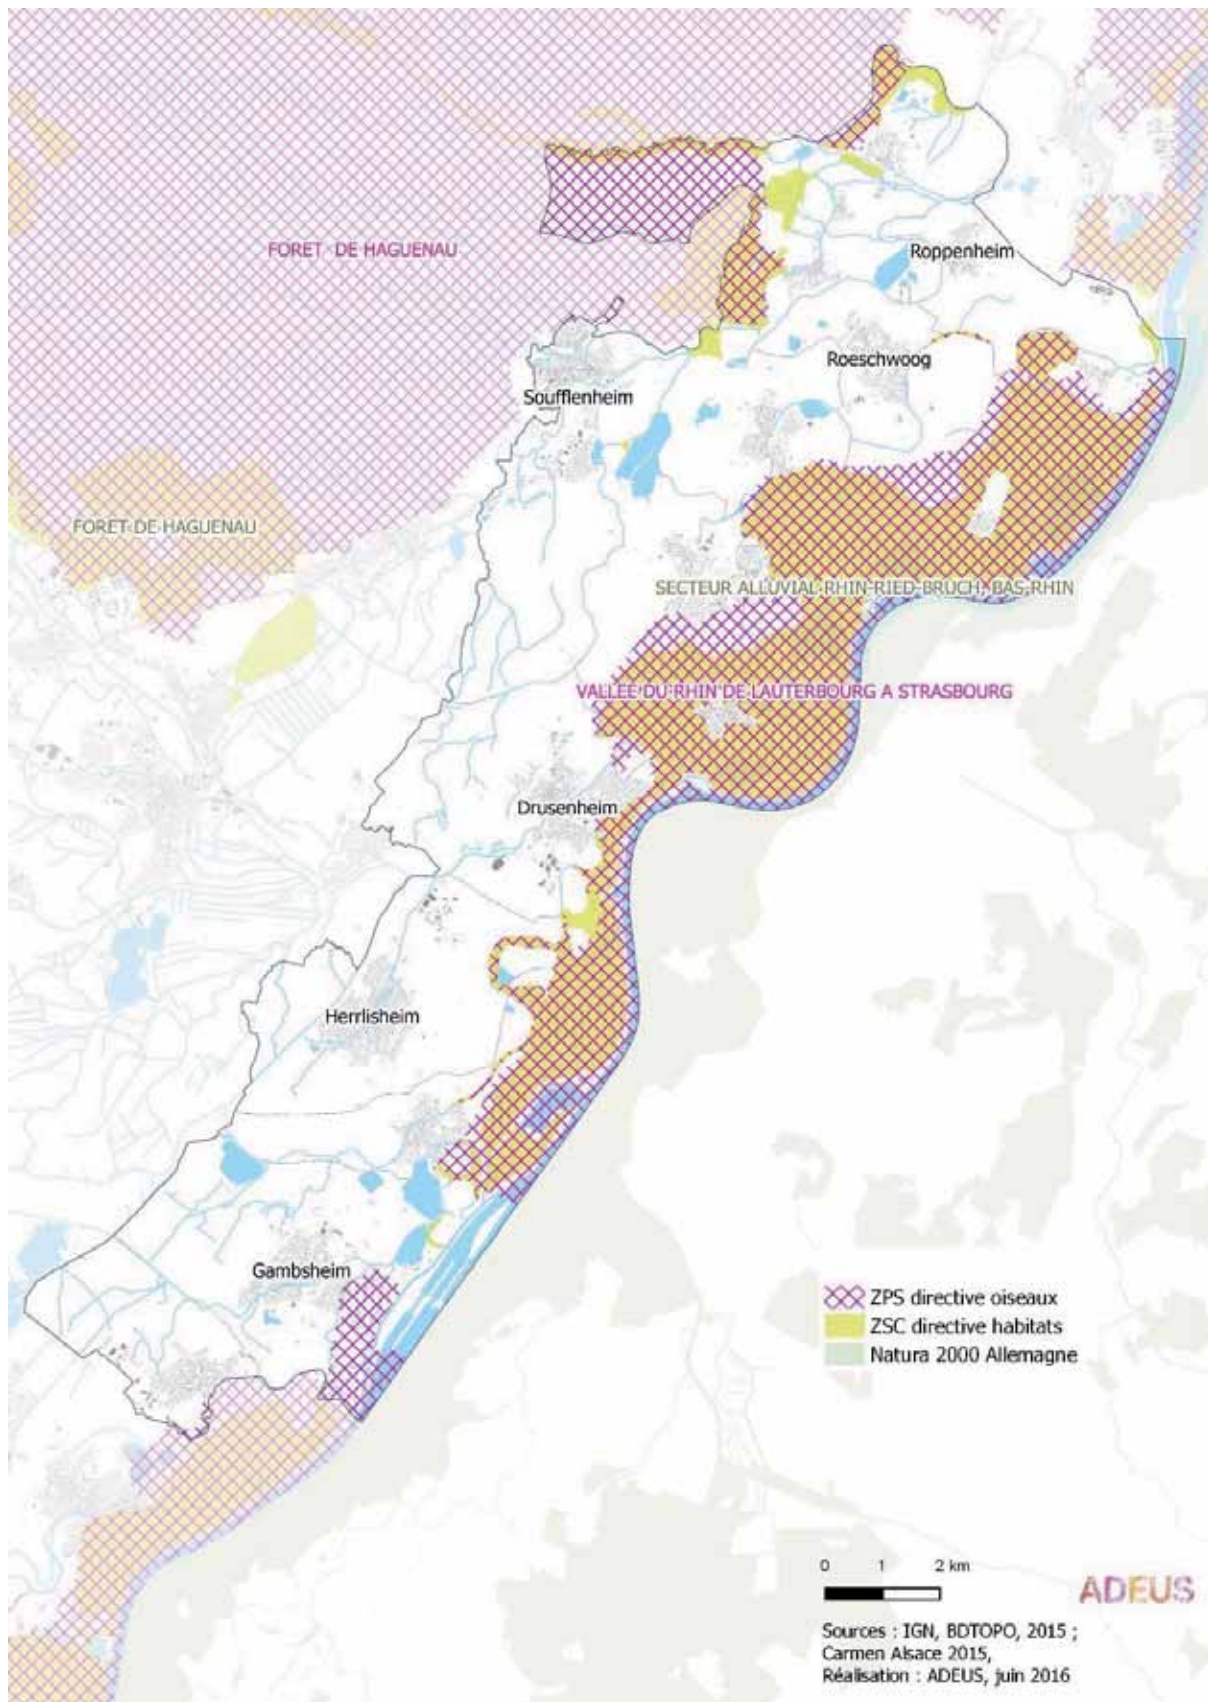 Roppenheim
FORET DE HAGUENAU
Roeschwoog
Soufflenheim
FORET DE HAGUENAU
SECTEUR ALLUVIAL RHIN-RIED-BRUCH, BAS-RHIN
VALLEE DU RHIN DE LAUTERBOURG A STRASBOURG
Drusenheim
Herrlisheim
Gambsheim
ZPS directive oiseaux
ZSC directive habitats
Natura 2000 Allemagne
0 1 2 km
ADEUS
Sources : IGN, BDTOPO, 2015 ;
Carmen Alsace 2015,
Réalisation : ADEUS, juin 2016